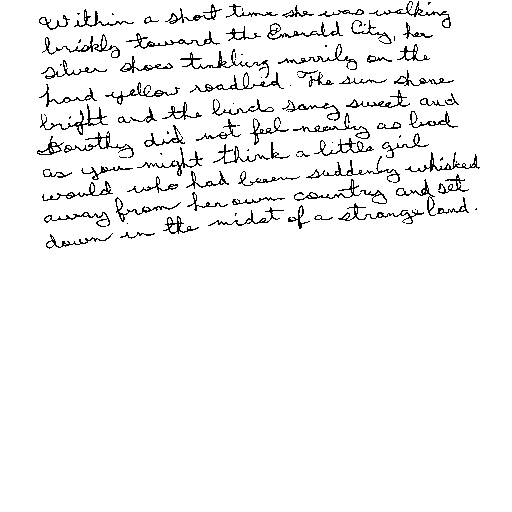 Within a short time she was walking
briskly toward the Emerald City, her
silver shoes tinkling merrily on the
hard yellow roadbed. The sun shone
bright and the birds sang sweet and
Dorothy did not feel nearly as bad
as you might think a little girl
would who had been suddenly whisked
away from her own country and set
down in the midst of a strange land.